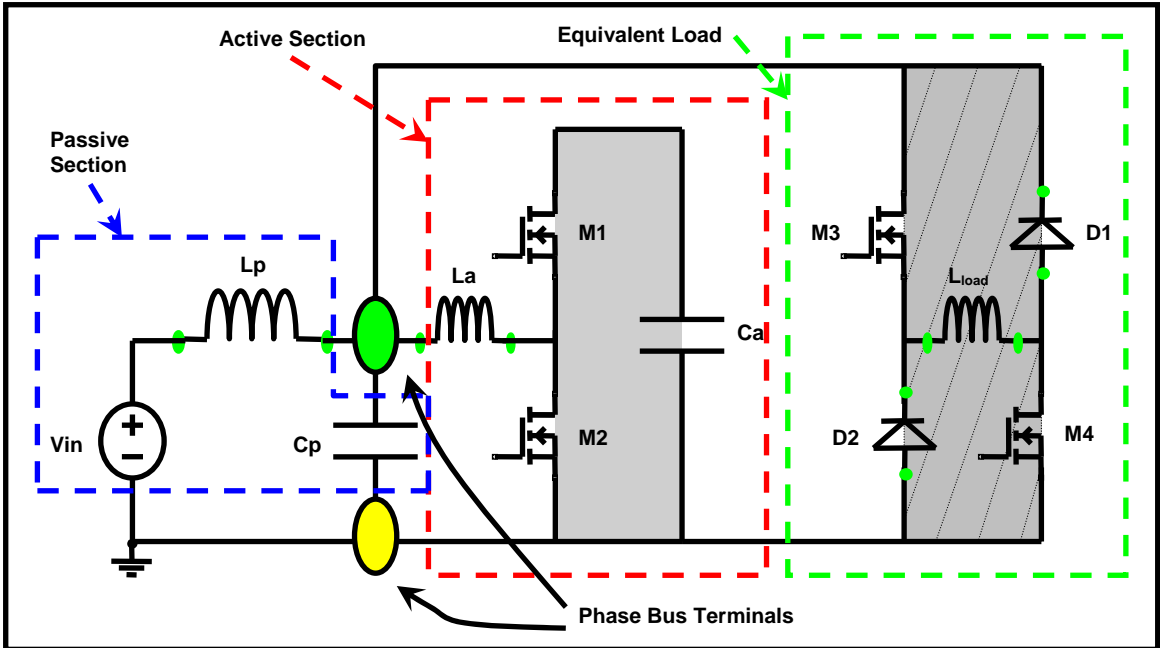 Active Section
Equivalent Load
Passive
Section
M1
M3
D1
Lp
La
Lload
Ca
Vin
Cp
M2
D2
M4
Phase Bus Terminals